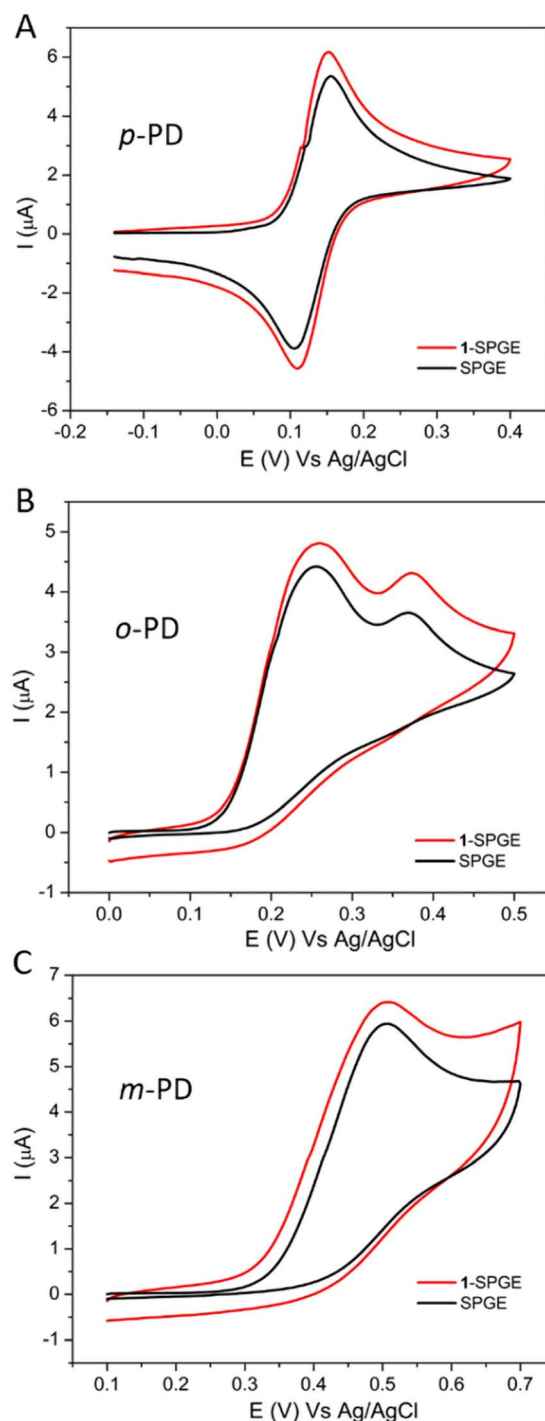 A
6
4
2
0
-2
-4
-6
I (μA)
p-PD
1-SPGE
SPGE
-0.2 -0.1 0.0 0.1 0.2 0.3 0.4
E (V) Vs Ag/AgCl
B
5
4
3
2
1
0
-1
I (μA)
o-PD
1-SPGE
SPGE
0.0 0.1 0.2 0.3 0.4 0.5
E (V) Vs Ag/AgCl
C
7
6
5
4
3
2
1
0
-1
I (μA)
m-PD
1-SPGE
SPGE
0.1 0.2 0.3 0.4 0.5 0.6 0.7
E (V) Vs Ag/AgCl